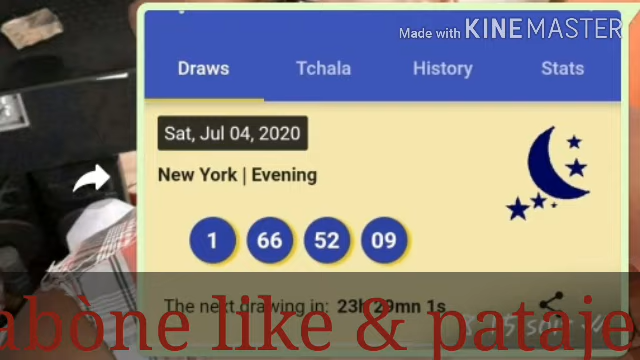 Made with KINEMASTER
Draws Tchala History Stats
Sat, Jul 04, 2020
New York | Evening
1 66 52 09
The next drawing in: 23h 29mn 1s
abòne like & pataje